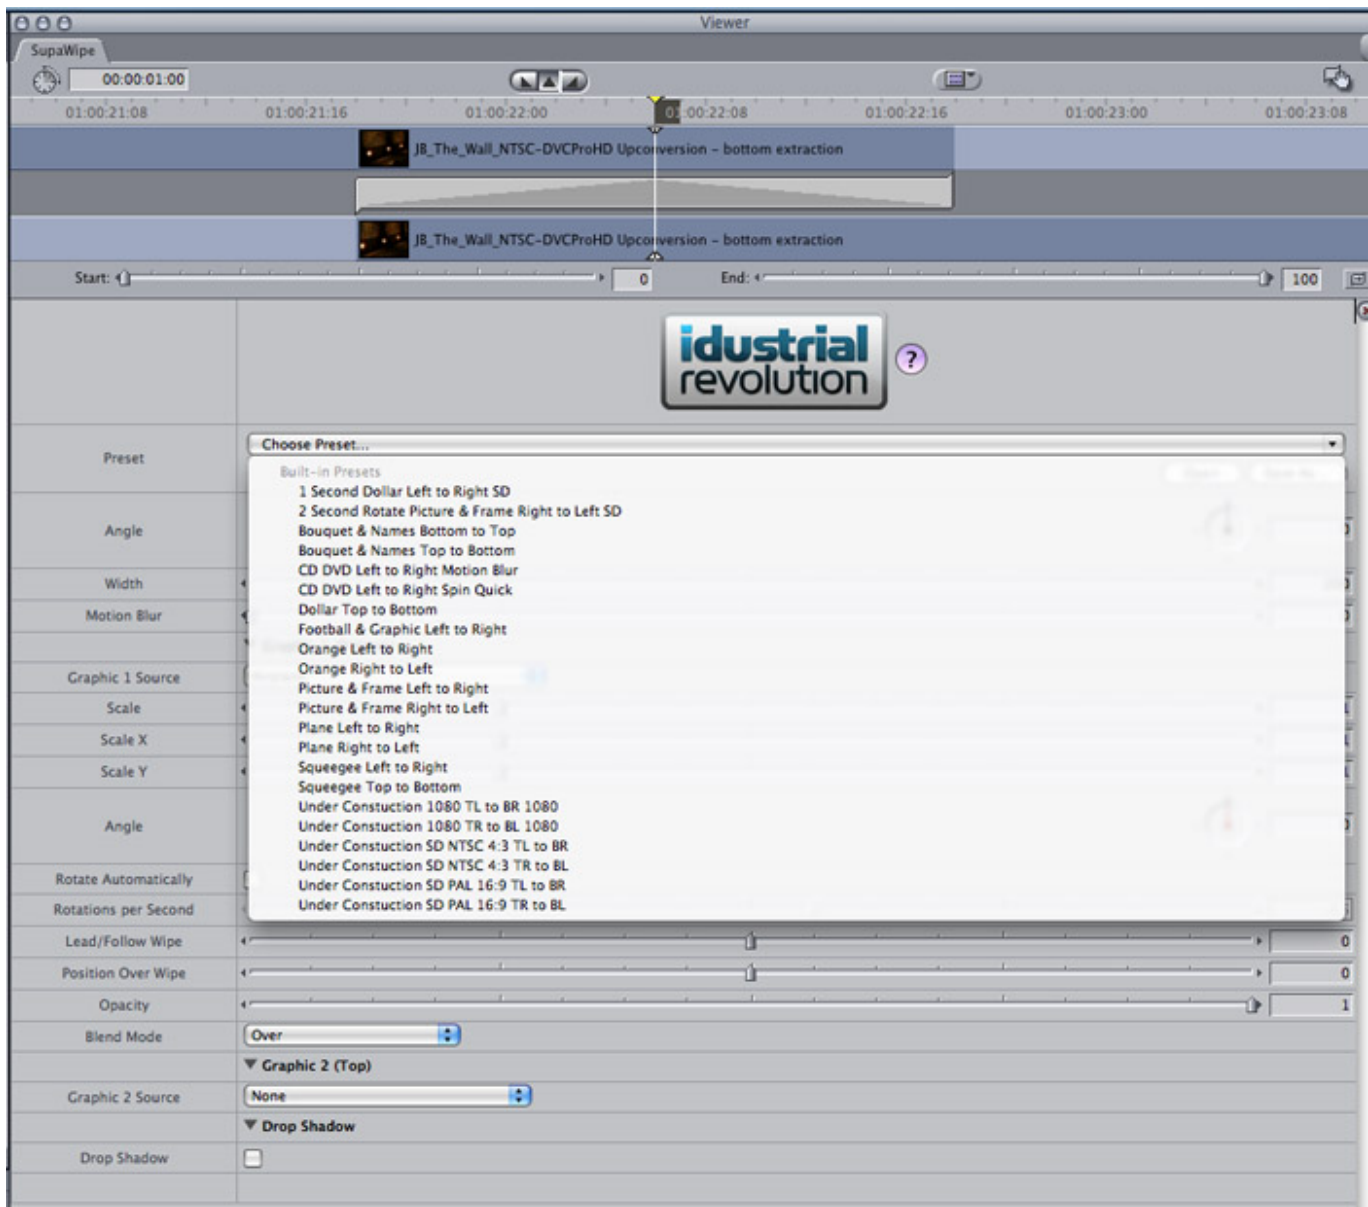 Viewer
SupaWipe
00:00:01:00
01:00:21:08 01:00:21:16 01:00:22:00 01:00:22:08 01:00:22:16 01:00:23:00 01:00:23:08
JB_The_Wall_NTSC-DVCProHD Upconversion - bottom extraction
JB_The_Wall_NTSC-DVCProHD Upconversion - bottom extraction
Start: 0 End: 100
idustrial
revolution
?
Preset
Choose Preset...
Built-in Presets
1 Second Dollar Left to Right SD
2 Second Rotate Picture & Frame Right to Left SD
Bouquet & Names Bottom to Top
Bouquet & Names Top to Bottom
CD DVD Left to Right Motion Blur
CD DVD Left to Right Spin Quick
Dollar Top to Bottom
Football & Graphic Left to Right
Orange Left to Right
Orange Right to Left
Picture & Frame Left to Right
Picture & Frame Right to Left
Plane Left to Right
Plane Right to Left
Squeegee Left to Right
Squeegee Top to Bottom
Under Constuction 1080 TL to BR 1080
Under Constuction 1080 TR to BL 1080
Under Constuction SD NTSC 4:3 TL to BR
Under Constuction SD NTSC 4:3 TR to BL
Under Constuction SD PAL 16:9 TL to BR
Under Constuction SD PAL 16:9 TR to BL
Angle
Width
Motion Blur
Graphic 1 Source
Scale
Scale X
Scale Y
Angle
Rotate Automatically
Rotations per Second
Lead/Follow Wipe 0
Position Over Wipe 0
Opacity 1
Blend Mode Over
Graphic 2 (Top)
Graphic 2 Source None
Drop Shadow
Drop Shadow